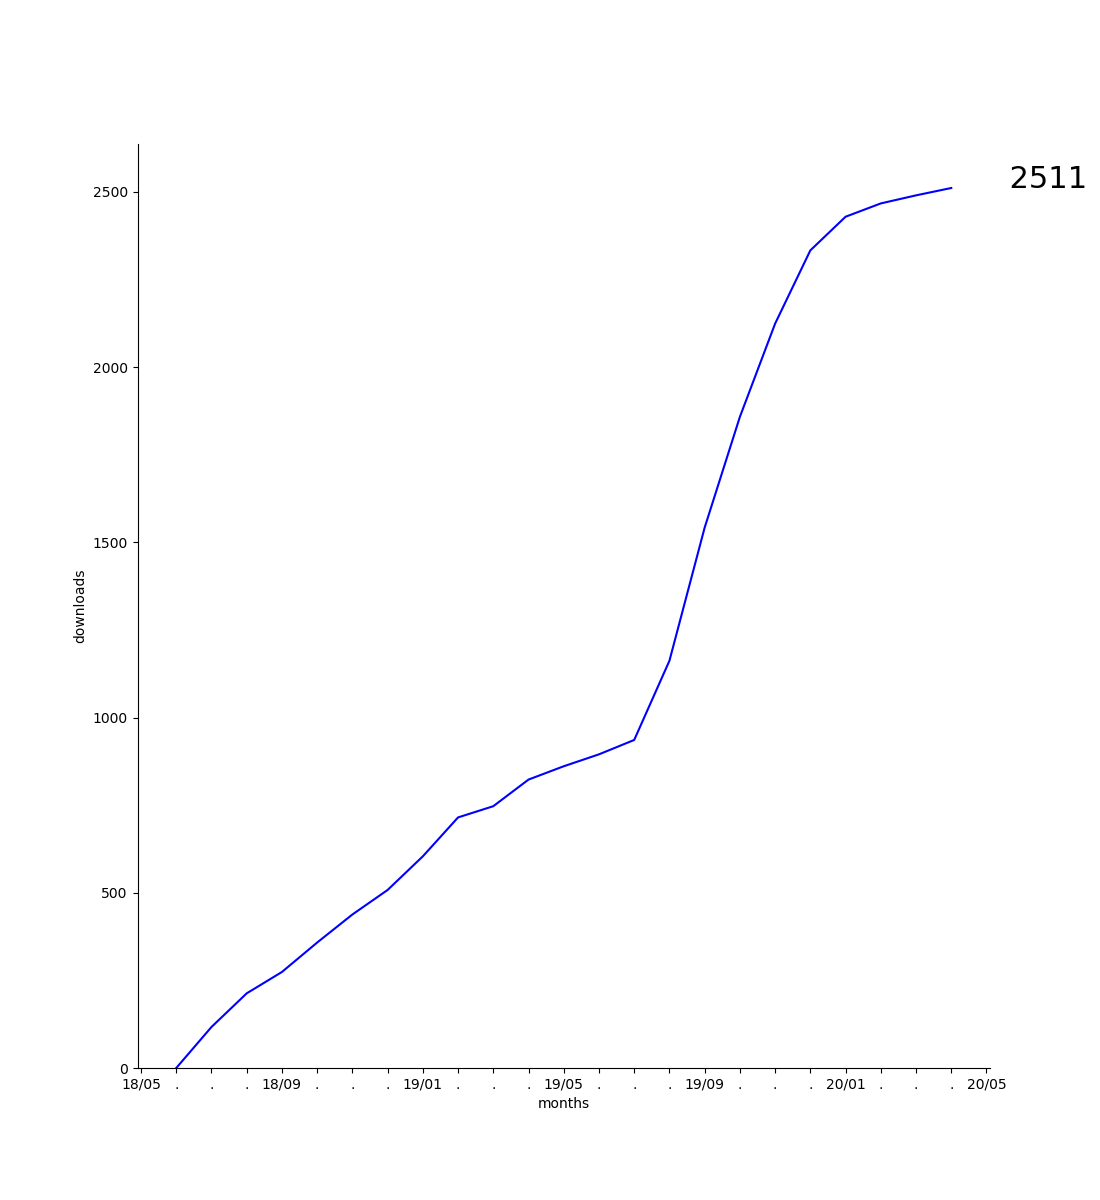 2511
2500
2000
1500
downloads
1000
500
0
18/05 . . . 18/09 . . . 19/01 . . . 19/05 . . . 19/09 . . . 20/01 . . . 20/05
months